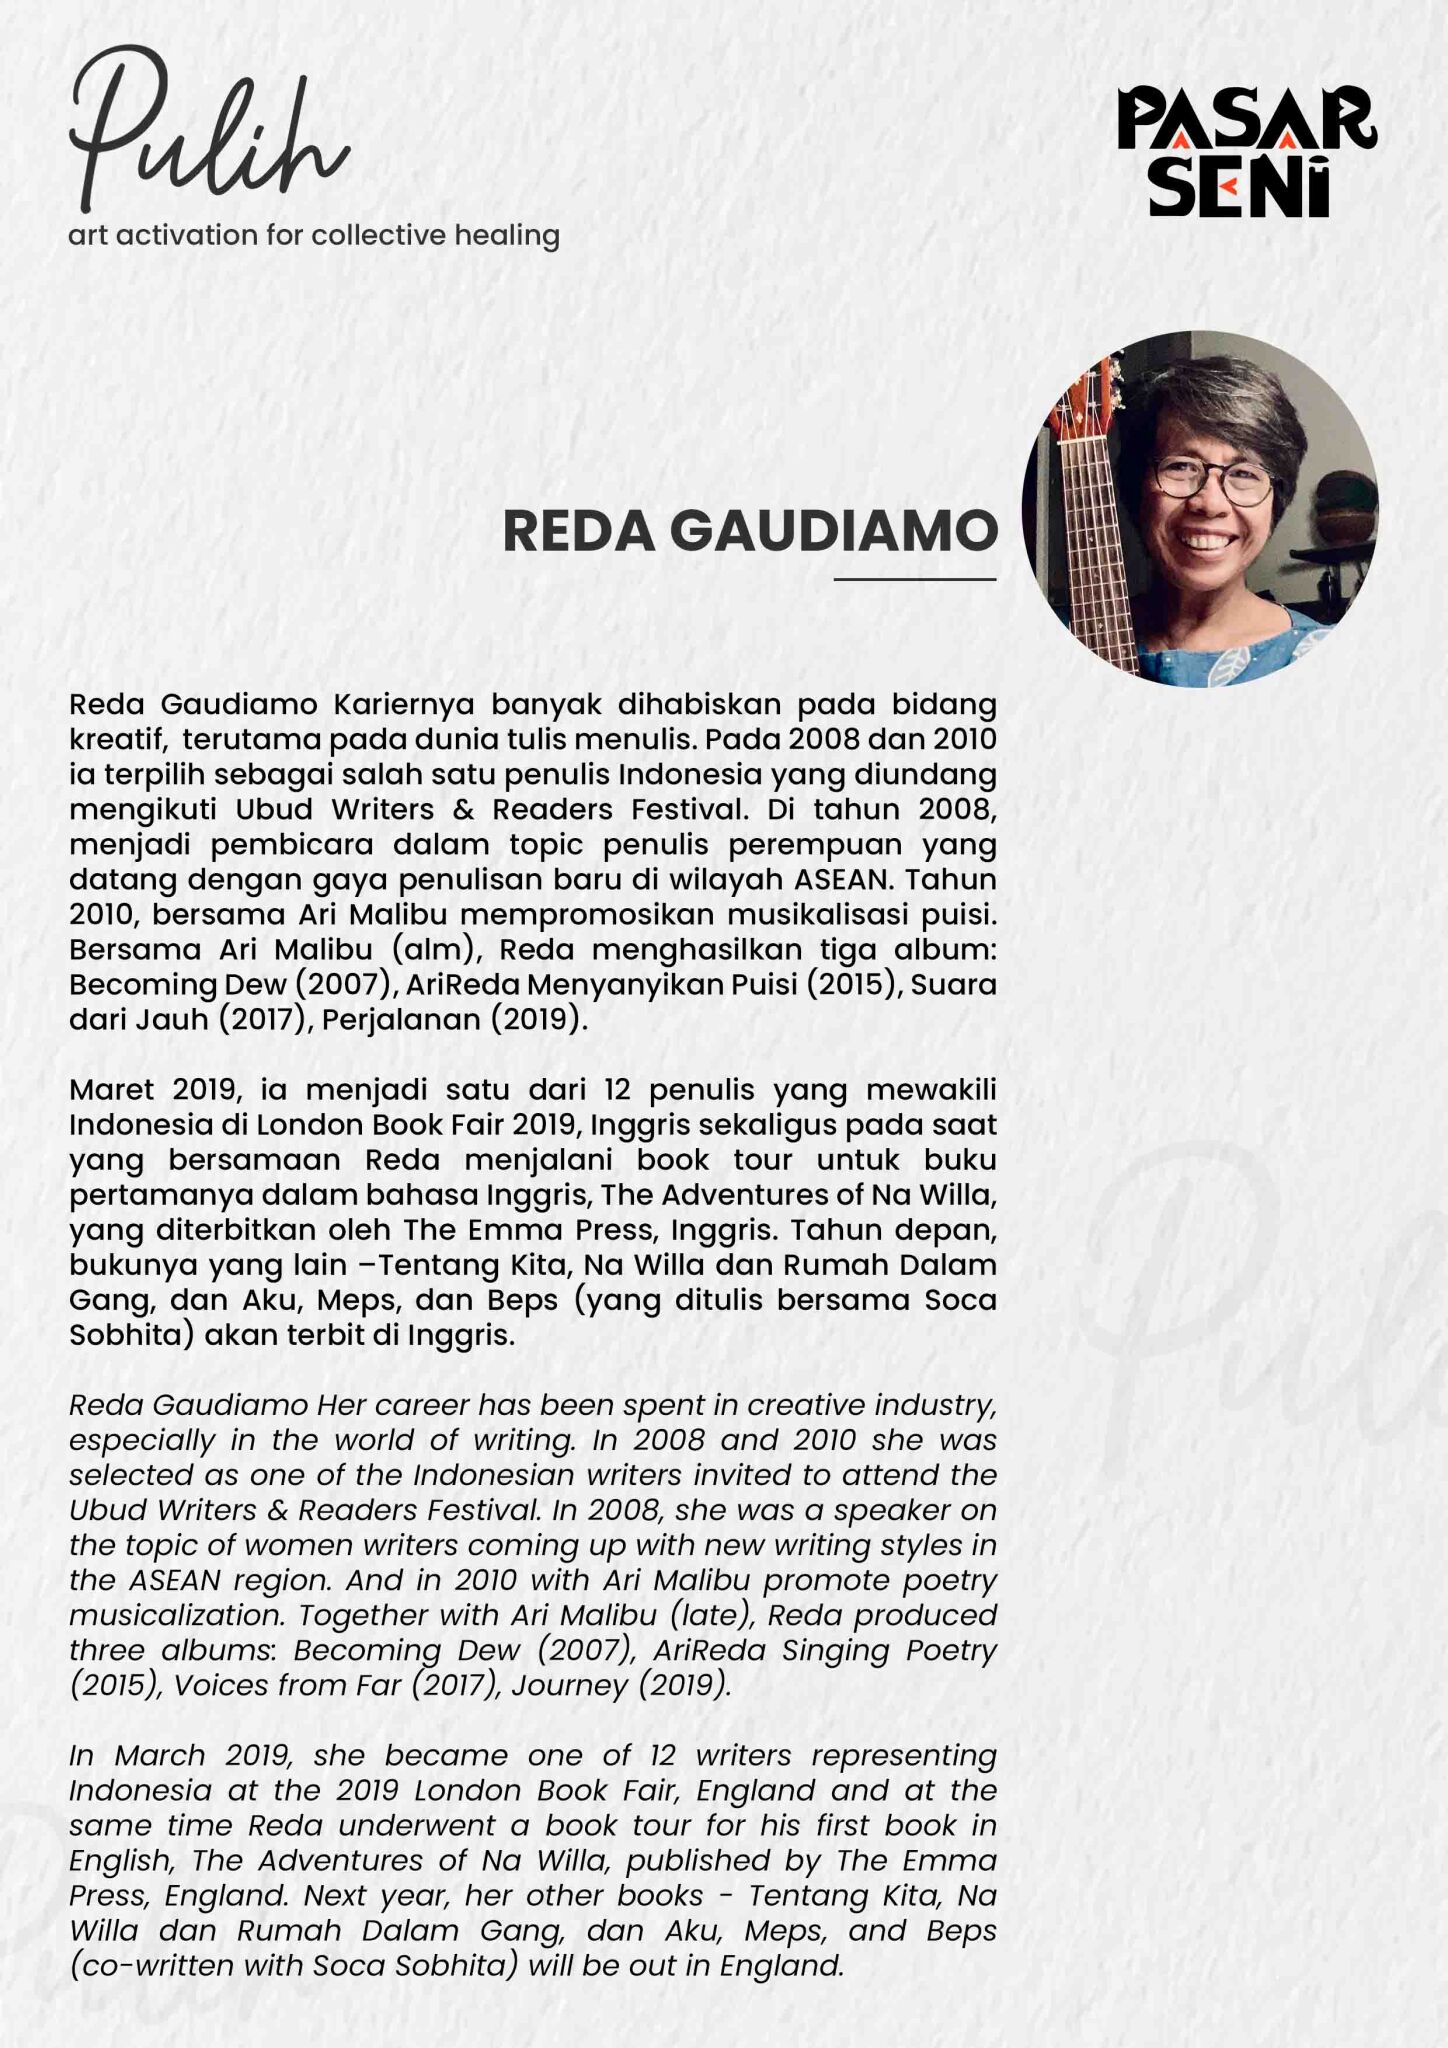 Pulih
art activation for collective healing
PASAR
SENI
REDA GAUDIAMO
Reda Gaudiamo Kariernya banyak dihabiskan pada bidang
kreatif, terutama pada dunia tulis menulis. Pada 2008 dan 2010
ia terpilih sebagai salah satu penulis Indonesia yang diundang
mengikuti Ubud Writers & Readers Festival. Di tahun 2008,
menjadi pembicara dalam topic penulis perempuan yang
datang dengan gaya penulisan baru di wilayah ASEAN. Tahun
2010, bersama Ari Malibu mempromosikan musikalisasi puisi.
Bersama Ari Malibu (alm), Reda menghasilkan tiga album:
Becoming Dew (2007), AriReda Menyanyikan Puisi (2015), Suara
dari Jauh (2017), Perjalanan (2019).
Maret 2019, ia menjadi satu dari 12 penulis yang mewakili
Indonesia di London Book Fair 2019, Inggris sekaligus pada saat
yang bersamaan Reda menjalani book tour untuk buku
pertamanya dalam bahasa Inggris, The Adventures of Na Willa,
yang diterbitkan oleh The Emma Press, Inggris. Tahun depan,
bukunya yang lain –Tentang Kita, Na Willa dan Rumah Dalam
Gang, dan Aku, Meps, dan Beps (yang ditulis bersama Soca
Sobhita) akan terbit di Inggris.
Reda Gaudiamo Her career has been spent in creative industry,
especially in the world of writing. In 2008 and 2010 she was
selected as one of the Indonesian writers invited to attend the
Ubud Writers & Readers Festival. In 2008, she was a speaker on
the topic of women writers coming up with new writing styles in
the ASEAN region. And in 2010 with Ari Malibu promote poetry
musicalization. Together with Ari Malibu (late), Reda produced
three albums: Becoming Dew (2007), AriReda Singing Poetry
(2015), Voices from Far (2017), Journey (2019).
In March 2019, she became one of 12 writers representing
Indonesia at the 2019 London Book Fair, England and at the
same time Reda underwent a book tour for his first book in
English, The Adventures of Na Willa, published by The Emma
Press, England. Next year, her other books - Tentang Kita, Na
Willa dan Rumah Dalam Gang, dan Aku, Meps, and Beps
(co-written with Soca Sobhita) will be out in England.